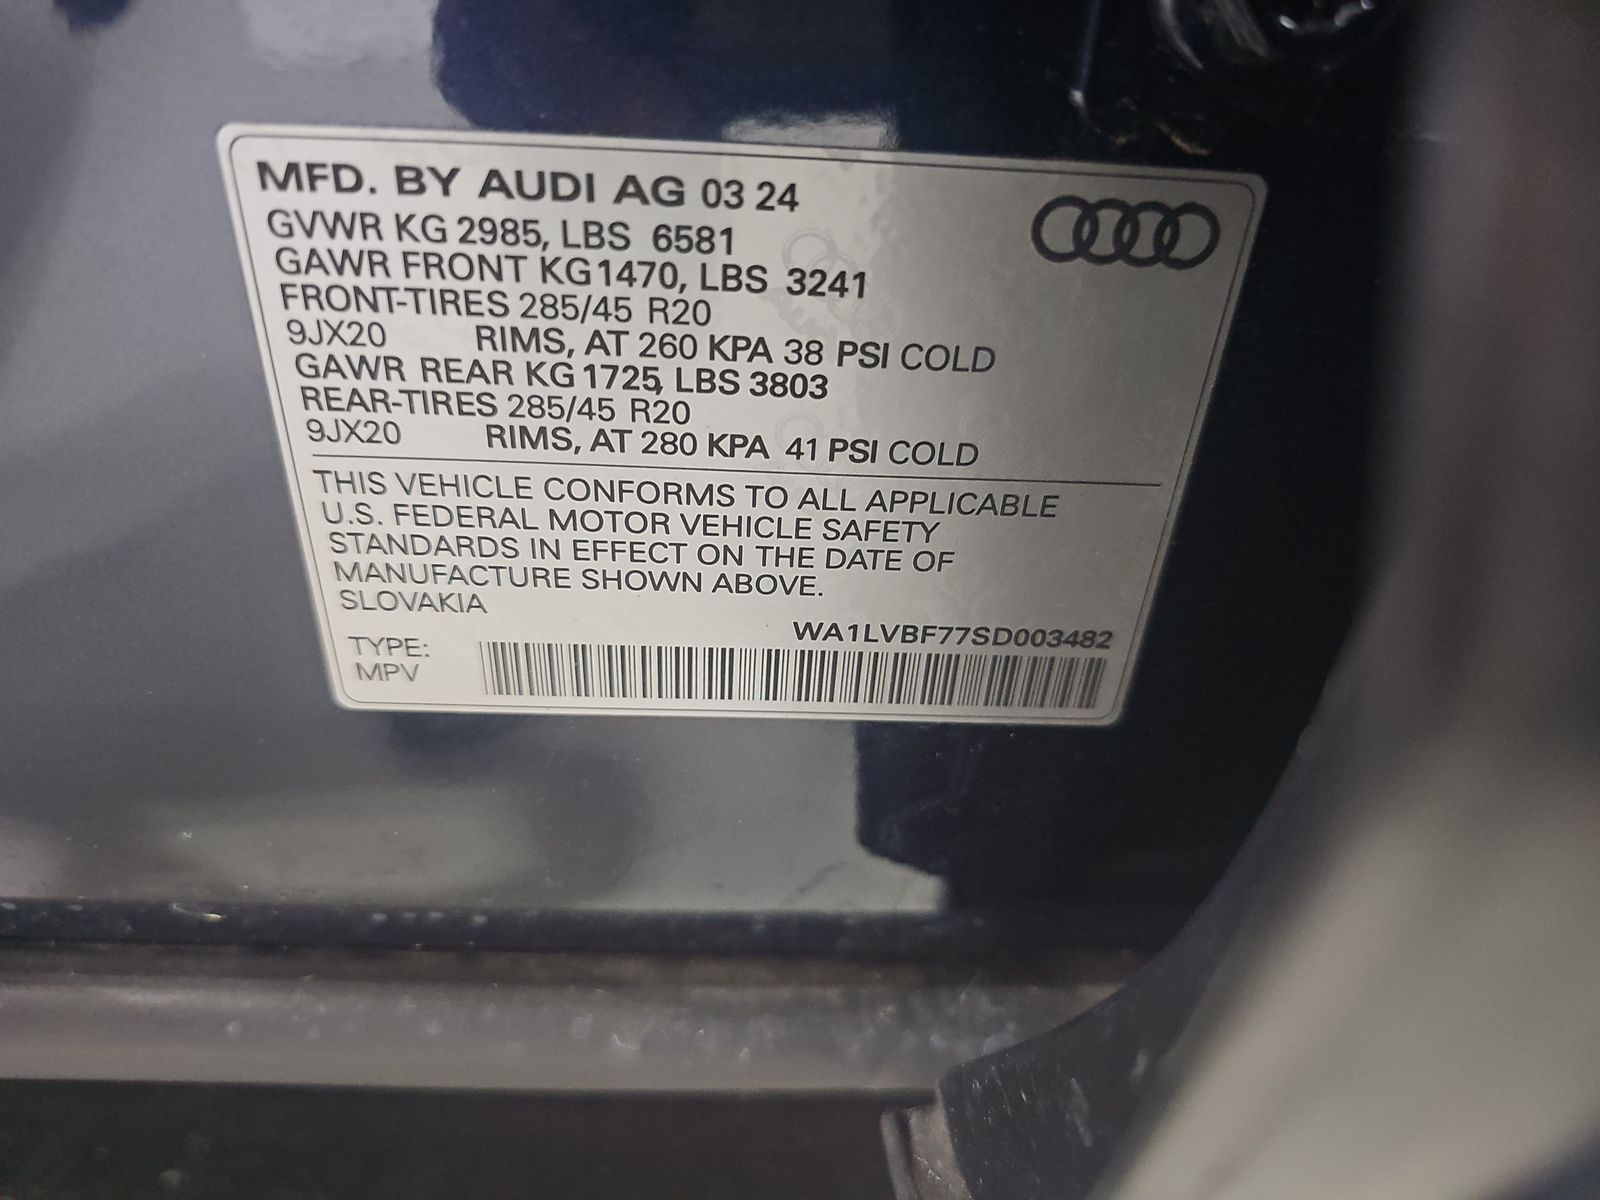 MFD. BY AUDI AG 03 24
GVWR KG 2985, LBS 6581
GAWR FRONT KG 1470, LBS 3241
FRONT-TIRES 285/45 R20
9JX20 RIMS, AT 260 KPA 38 PSI COLD
GAWR REAR KG 1725, LBS 3803
REAR-TIRES 285/45 R20
9JX20 RIMS, AT 280 KPA 41 PSI COLD
THIS VEHICLE CONFORMS TO ALL APPLICABLE
U.S. FEDERAL MOTOR VEHICLE SAFETY
STANDARDS IN EFFECT ON THE DATE OF
MANUFACTURE SHOWN ABOVE.
SLOVAKIA
WA1LVBF77SD003482
TYPE:
MPV